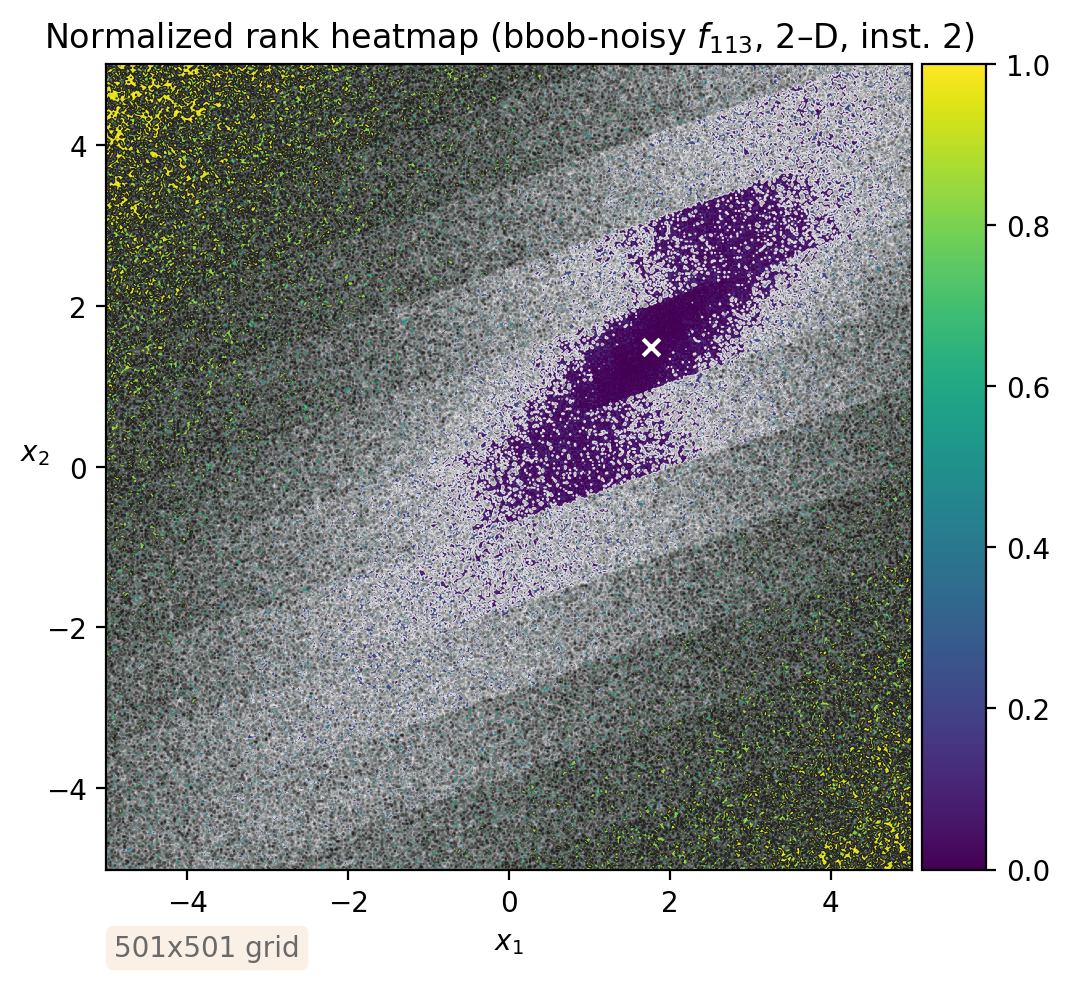 Normalized rank heatmap (bbob-noisy f₁₁₃, 2–D, inst. 2)
1.0
0.8
0.6
0.4
0.2
0.0
4
2
0
−2
−4
x₂
−4 −2 0 2 4
x₁
501x501 grid